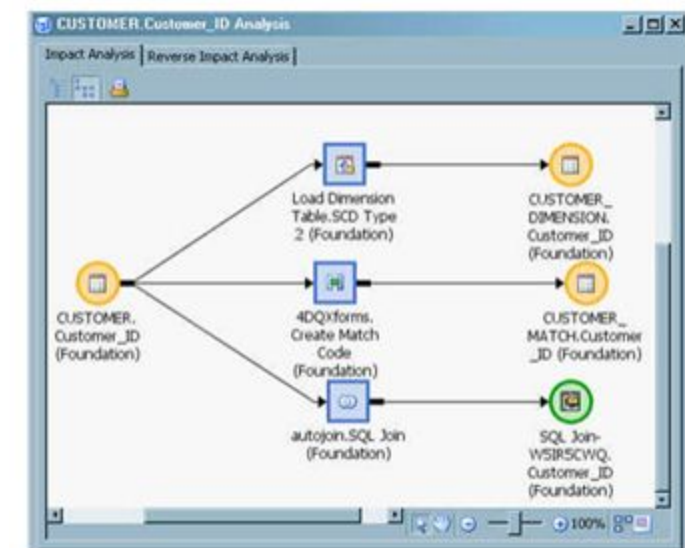 CUSTOMER.Customer_ID Analysis
Impact Analysis
Reverse Impact Analysis
Load Dimension
Table.SCD Type
2 (Foundation)
CUSTOMER_
DIMENSION.
Customer_ID
(Foundation)
CUSTOMER.
Customer_ID
(Foundation)
4DQXforms.
Create Match
Code
(Foundation)
CUSTOMER_
MATCH.Customer
_ID (Foundation)
autojoin.SQL Join
(Foundation)
SQL Join-
W5IR5CWQ.
Customer_ID
(Foundation)
100%